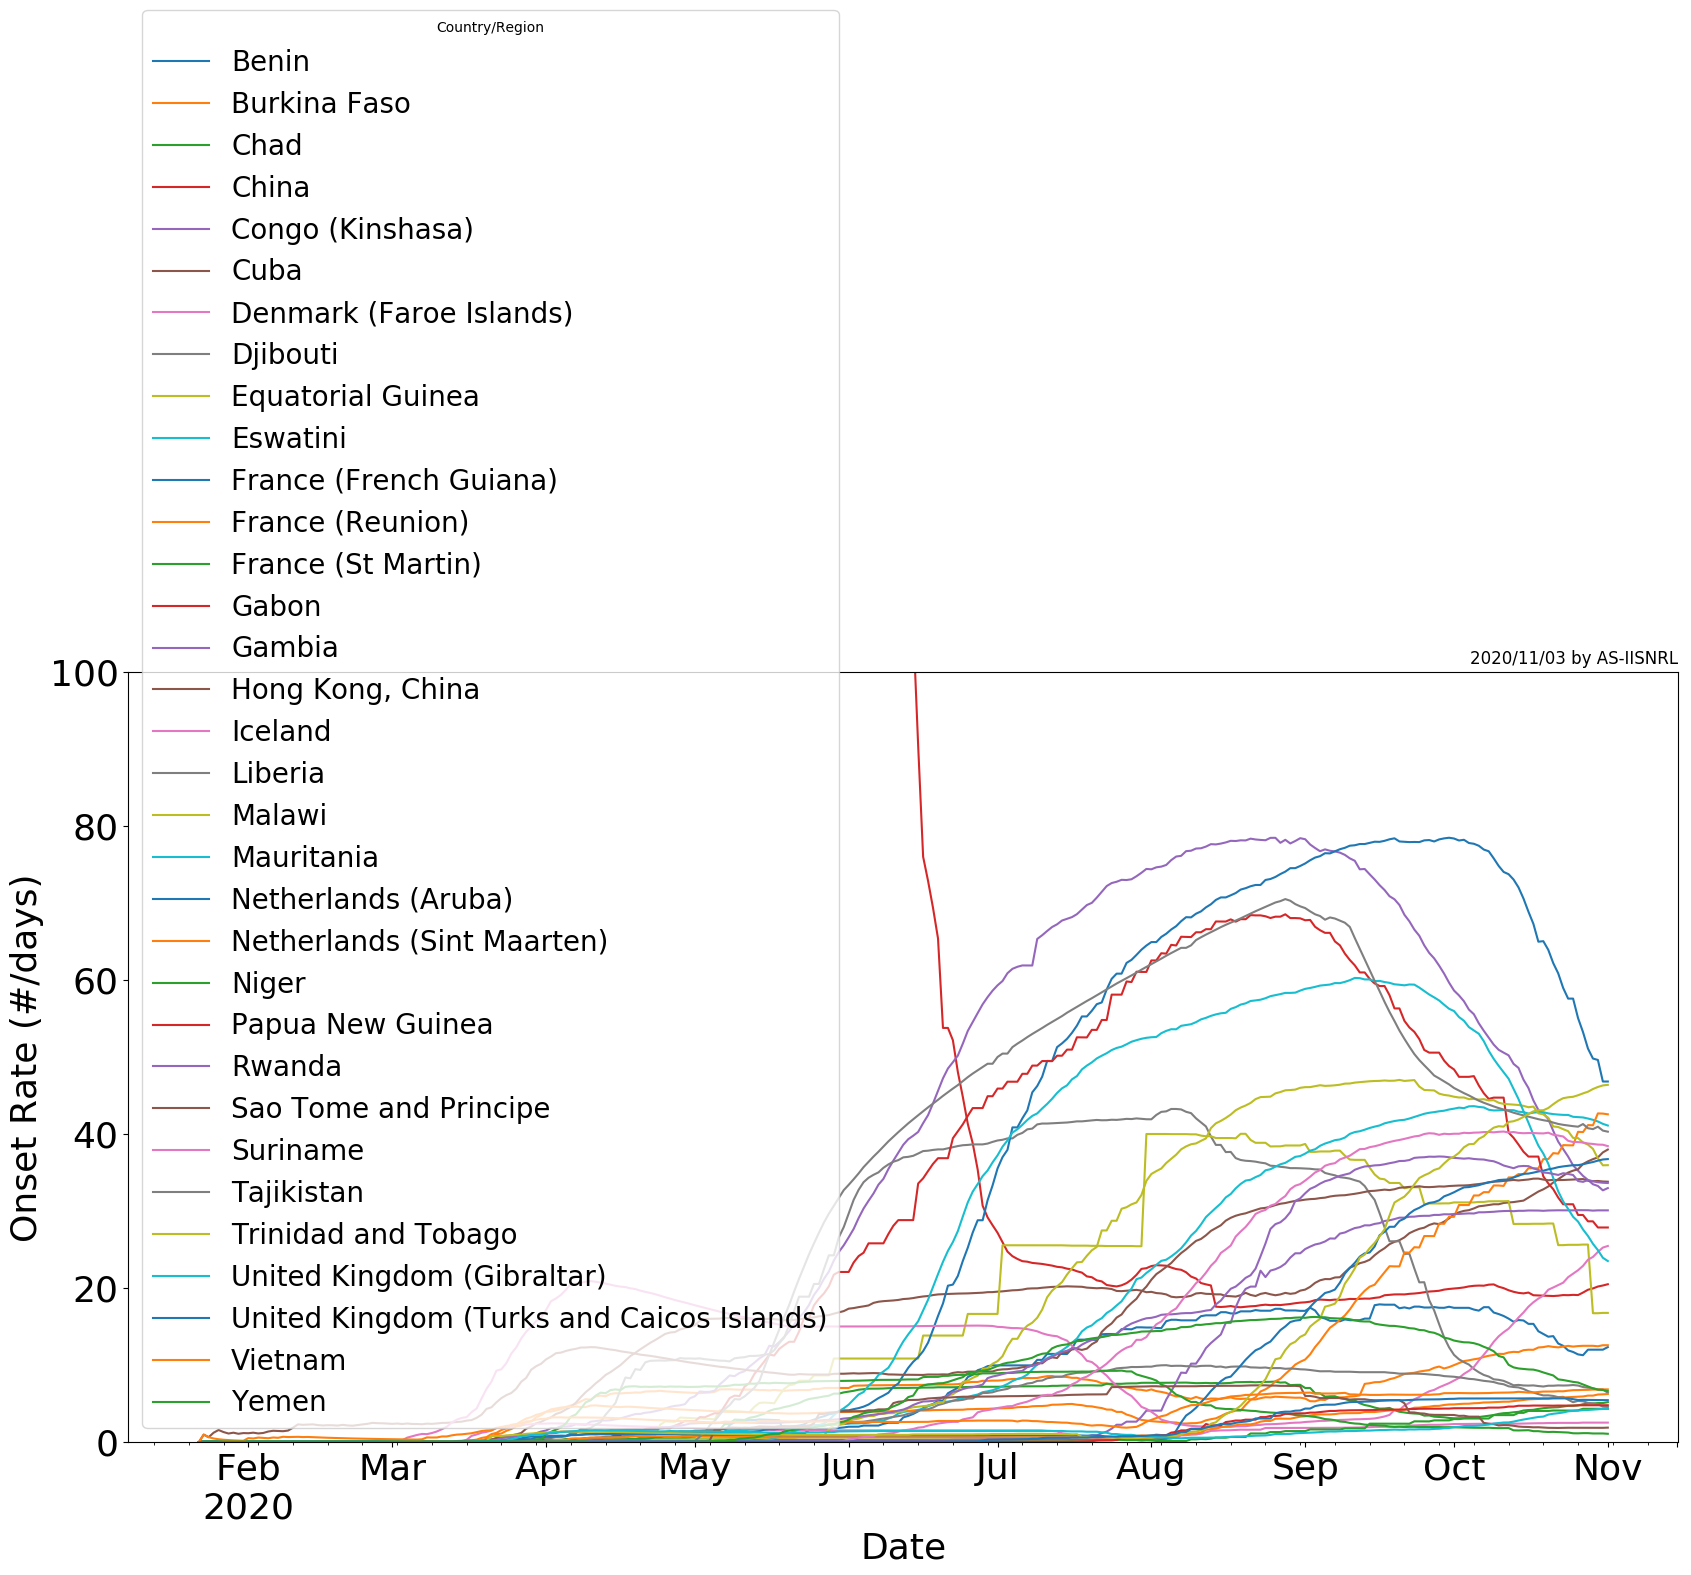 Country/Region
Benin
Burkina Faso
Chad
China
Congo (Kinshasa)
Cuba
Denmark (Faroe Islands)
Djibouti
Equatorial Guinea
Eswatini
France (French Guiana)
France (Reunion)
France (St Martin)
Gabon
Gambia
Hong Kong, China
Iceland
Liberia
Malawi
Mauritania
Netherlands (Aruba)
Netherlands (Sint Maarten)
Niger
Papua New Guinea
Rwanda
Sao Tome and Principe
Suriname
Tajikistan
Trinidad and Tobago
United Kingdom (Gibraltar)
United Kingdom (Turks and Caicos Islands)
Vietnam
Yemen
2020/11/03 by AS-IISNRL
100
80
60
40
20
0
Onset Rate (#/days)
Feb Mar Apr May Jun Jul Aug Sep Oct Nov
2020
Date